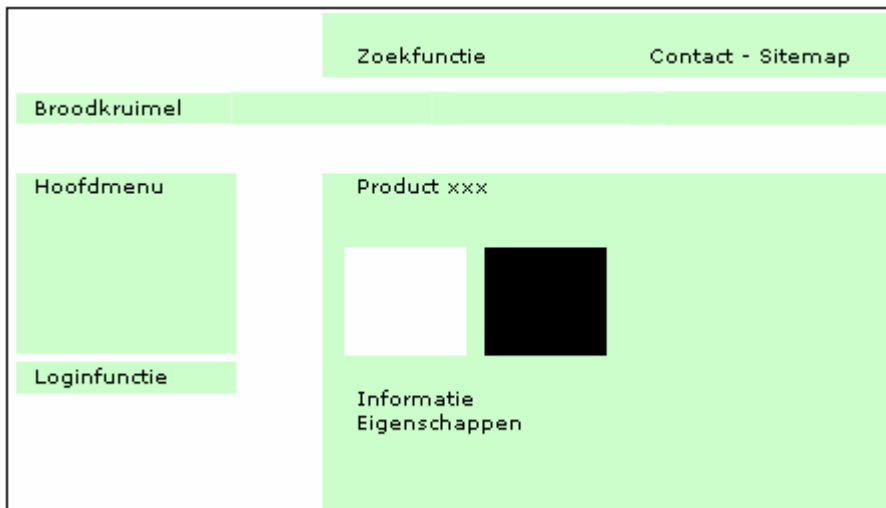 Zoekfunctie
Contact - Sitemap
Broodkruimel
Hoofdmenu
Loginfunctie
Product xxx
Informatie
Eigenschappen